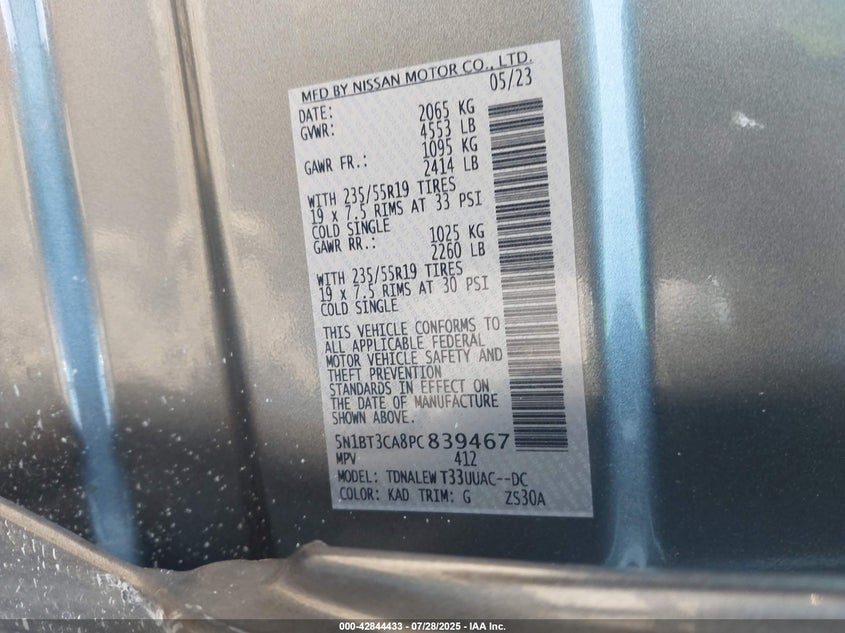 MFD BY NISSAN MOTOR CO., LTD.
DATE: 05/23
GVWR: 2065 KG
4553 LB
GAWR FR.: 1095 KG
2414 LB
WITH 235/55R19 TIRES
19 x 7.5 RIMS AT 33 PSI
COLD SINGLE
GAWR RR.: 1025 KG
2260 LB
WITH 235/55R19 TIRES
19 x 7.5 RIMS AT 30 PSI
COLD SINGLE
THIS VEHICLE CONFORMS TO
ALL APPLICABLE FEDERAL
MOTOR VEHICLE SAFETY AND
THEFT PREVENTION
STANDARDS IN EFFECT ON
THE DATE OF MANUFACTURE
SHOWN ABOVE.
5N1BT3CA8PC839467
MPV 412
MODEL: TDNALEW T33UUAC--DC
COLOR: KAD TRIM: G ZS30A
000-42844433 - 07/28/2025 - IAA Inc.